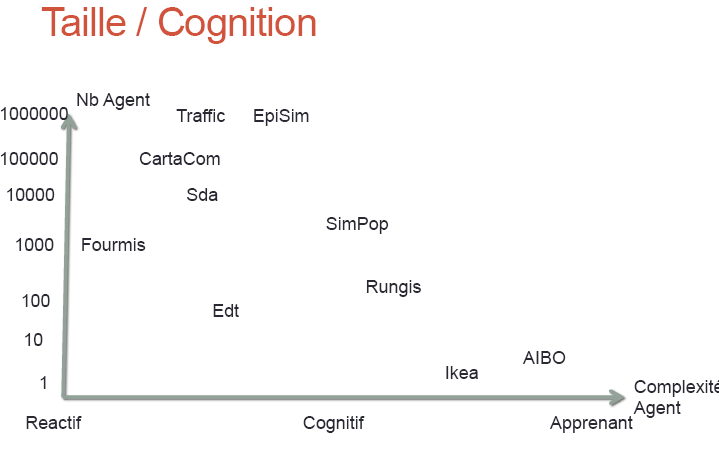 Taille / Cognition
Nb Agent
1000000
Traffic
EpiSim
100000
CartaCom
10000
Sda
SimPop
1000
Fourmis
Rungis
100
Edt
10
AIBO
Ikea
1
Complexité
Agent
Reactif
Cognitif
Apprenant